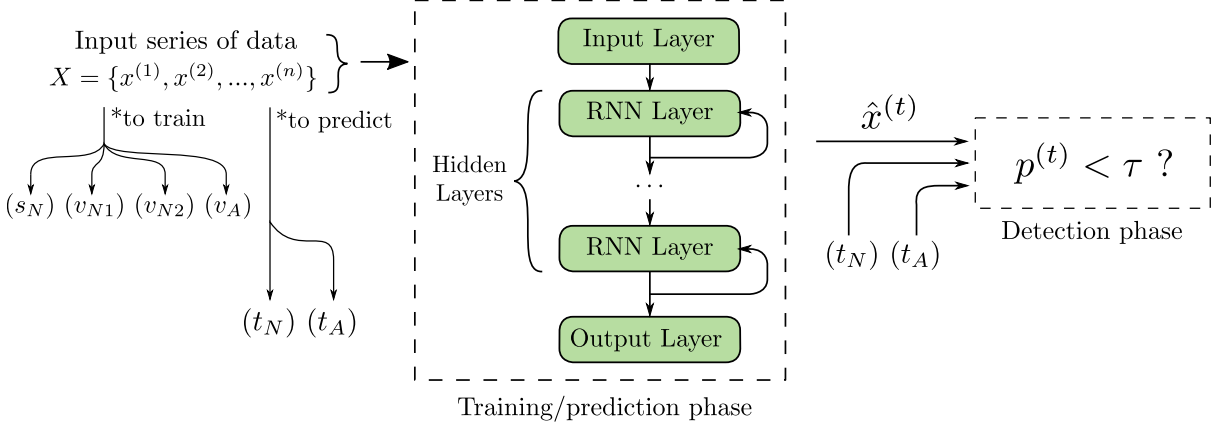 Input series of data
X = {x^(1), x^(2), ..., x^(n)}
*to train
*to predict
(s_N) (v_N1) (v_N2) (v_A)
(t_N) (t_A)
Input Layer
RNN Layer
Hidden
Layers
...
RNN Layer
Output Layer
Training/prediction phase
x̂^(t)
p^(t) < τ ?
(t_N) (t_A)
Detection phase